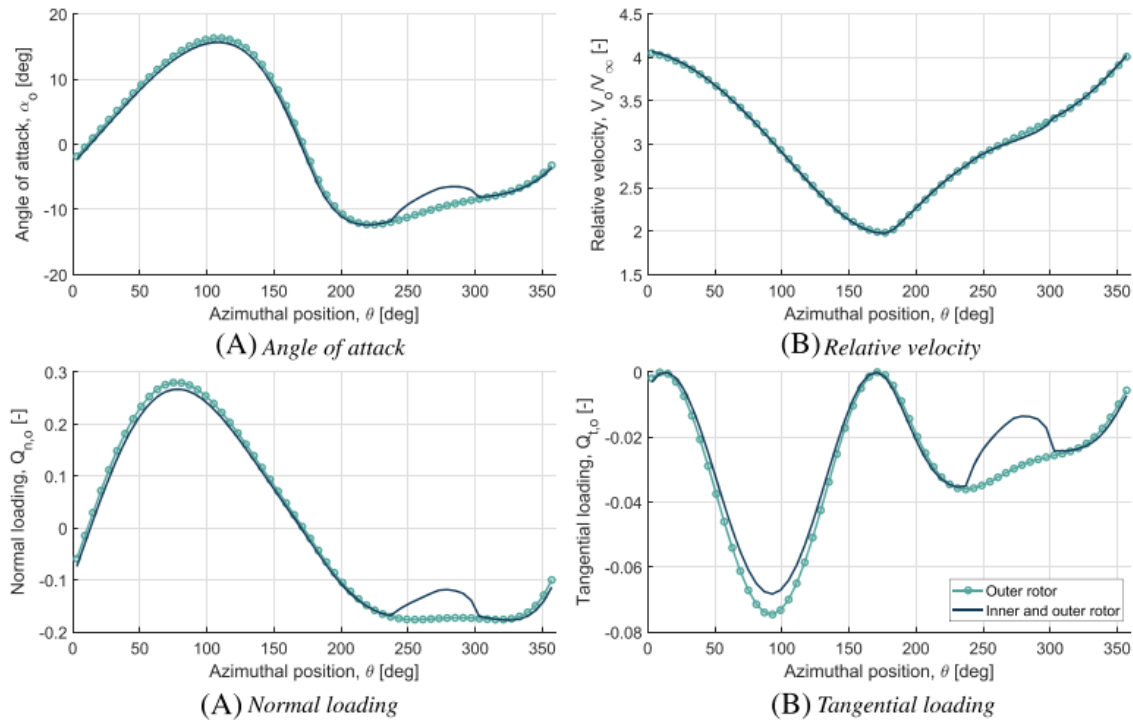 20
10
0
-10
-20
Angle of attack, α_o [deg]
0 50 100 150 200 250 300 350
Azimuthal position, θ [deg]
(A) Angle of attack
4.5
4
3.5
3
2.5
2
1.5
Relative velocity, V_o/V_∞ [-]
0 50 100 150 200 250 300 350
Azimuthal position, θ [deg]
(B) Relative velocity
0.3
0.2
0.1
0
-0.1
-0.2
Normal loading, Q_n,o [-]
0 50 100 150 200 250 300 350
Azimuthal position, θ [deg]
(A) Normal loading
0
-0.02
-0.04
-0.06
-0.08
Tangential loading, Q_t,o [-]
Outer rotor
Inner and outer rotor
0 50 100 150 200 250 300 350
Azimuthal position, θ [deg]
(B) Tangential loading